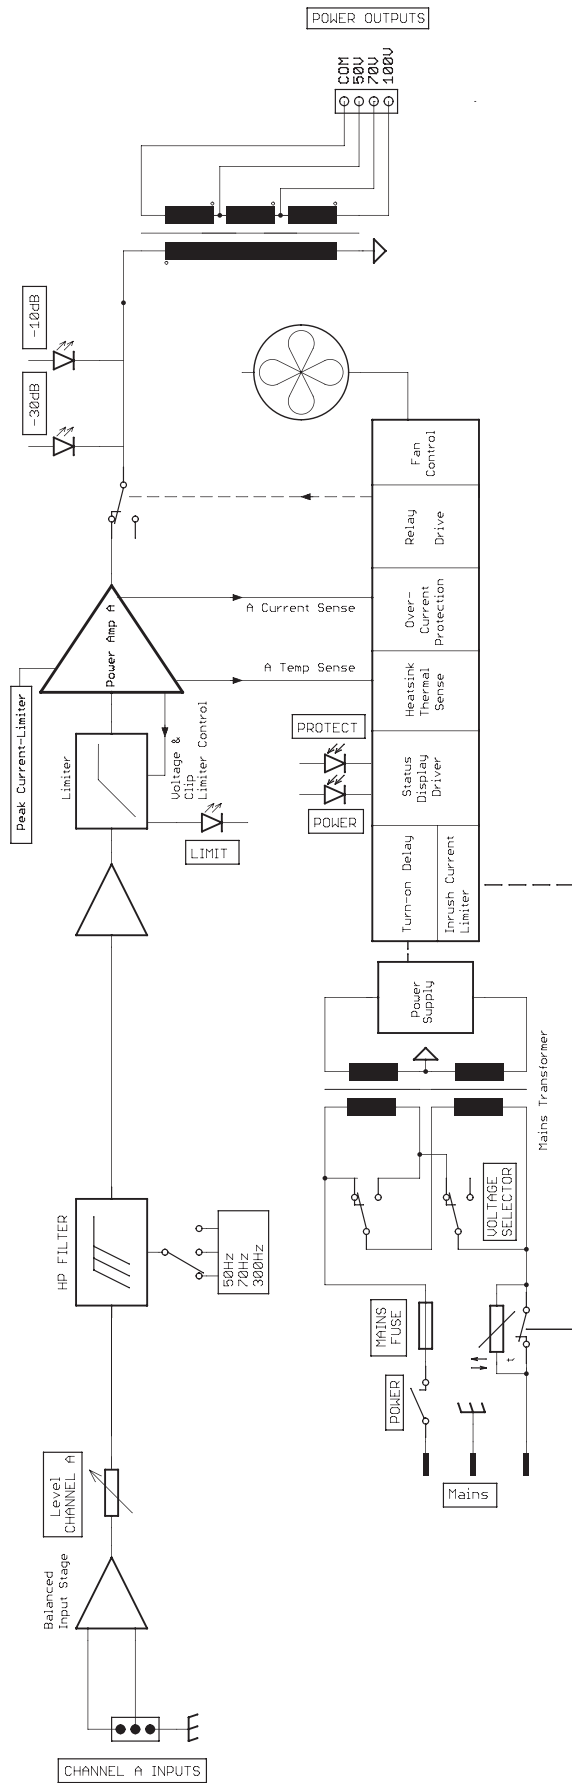 POWER OUTPUTS
COM
50V
70V
100V
-10dB
-30dB
Fan
Control
Relay
Drive
Over-
Current
Protection
Heatsink
Thermal
Sense
Status
Display
Driver
Turn-on Delay
Inrush Current
Limiter
A Current Sense
A Temp Sense
Power Amp A
Peak Current-Limiter
Limiter
Voltage &
Clip
Limiter Control
LIMIT
PROTECT
POWER
Power
Supply
Mains Transformer
VOLTAGE
SELECTOR
HP FILTER
50Hz
70Hz
300Hz
MAINS
FUSE
POWER
t
Mains
Level
CHANNEL A
Balanced
Input Stage
CHANNEL A INPUTS